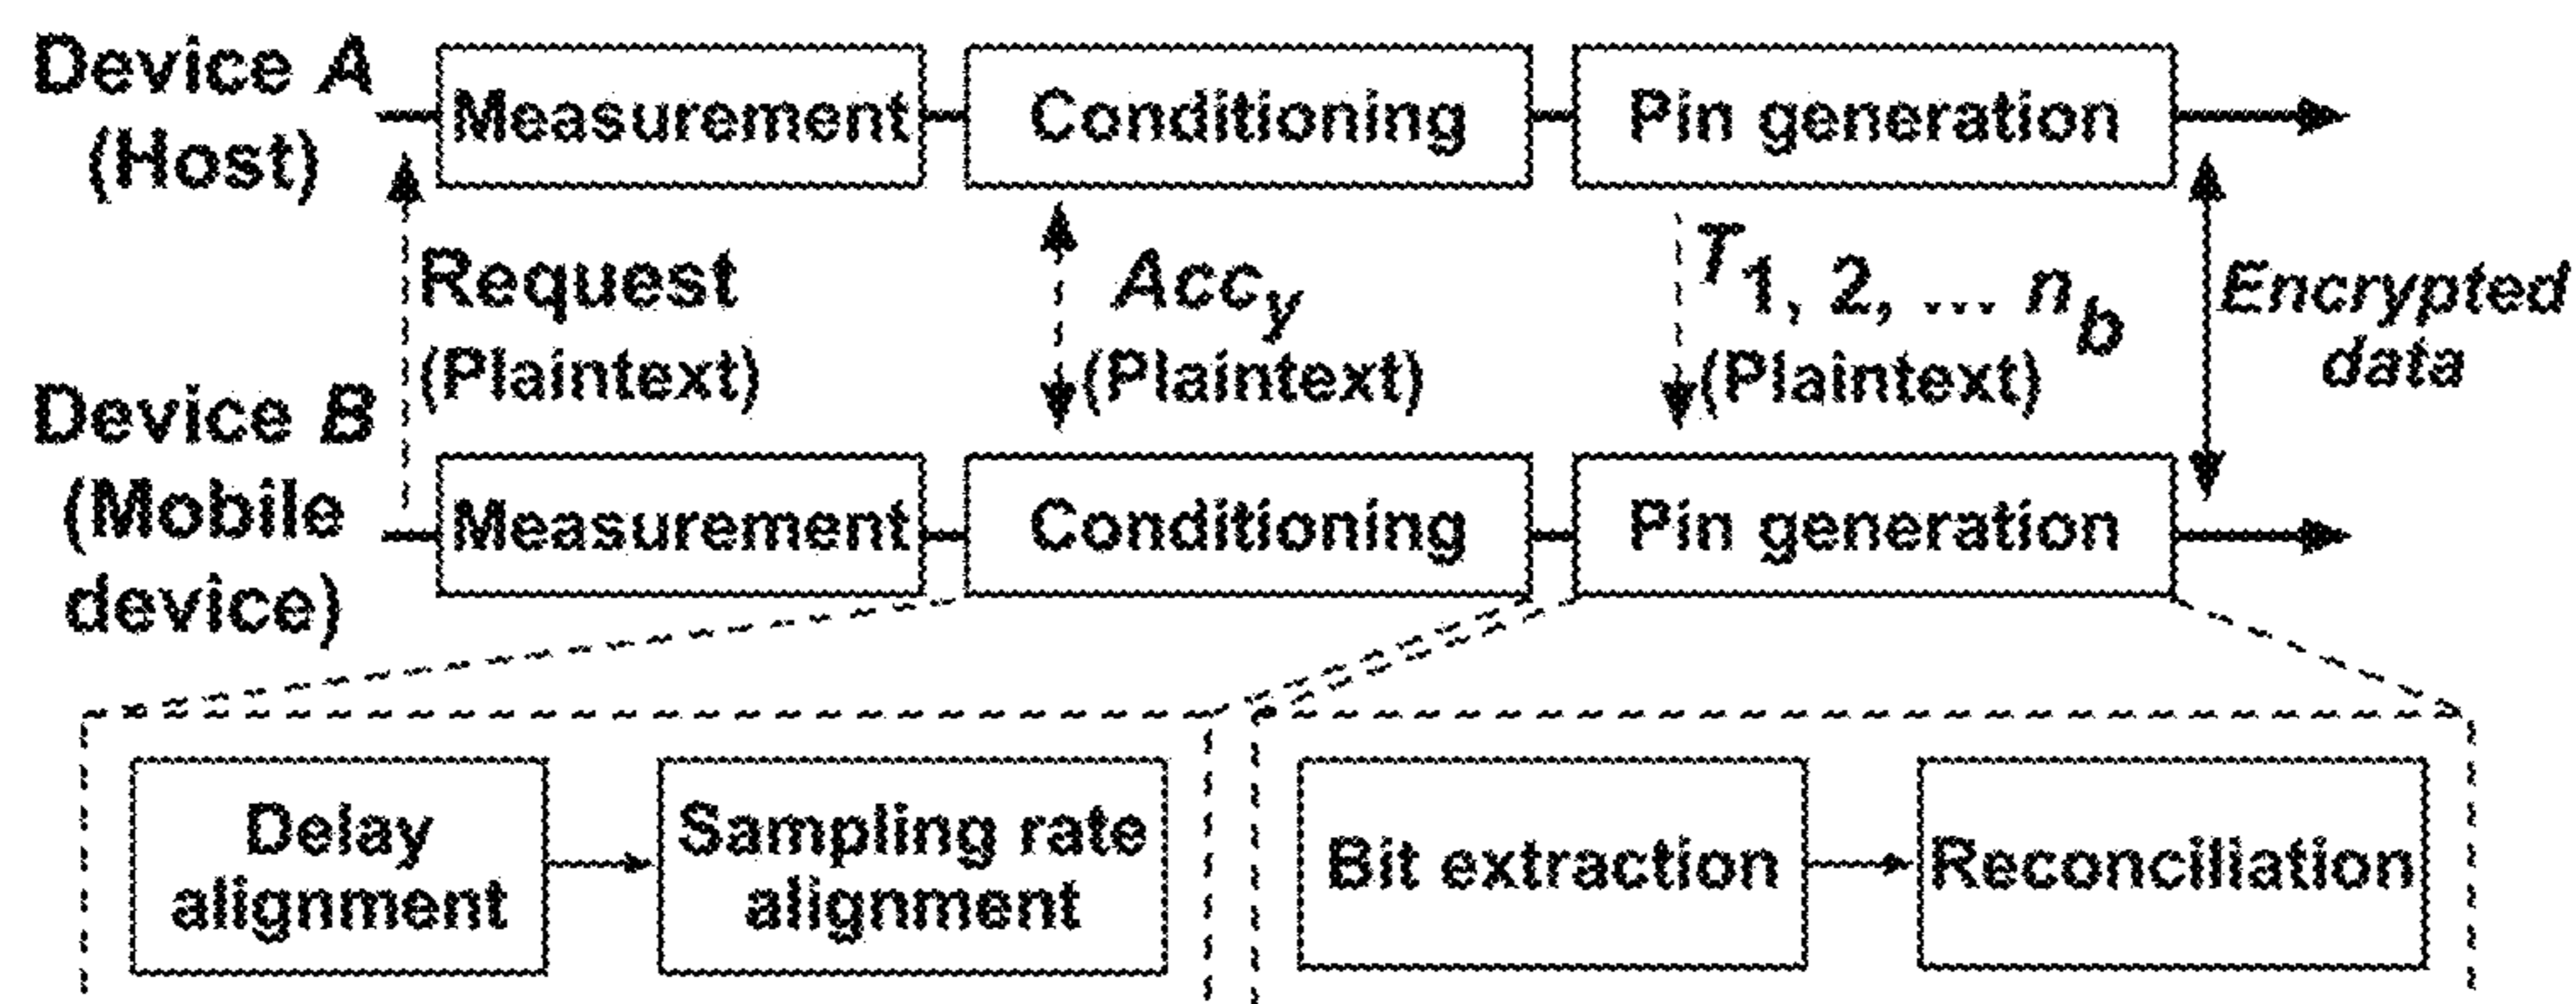 Device A
(Host)
Measurement
Conditioning
Pin generation
Request
(Plaintext)
Acc_y
(Plaintext)
T_1, 2, ... n_b
(Plaintext)
Encrypted
data
Device B
(Mobile
device)
Measurement
Conditioning
Pin generation
Delay
alignment
Sampling rate
alignment
Bit extraction
Reconciliation